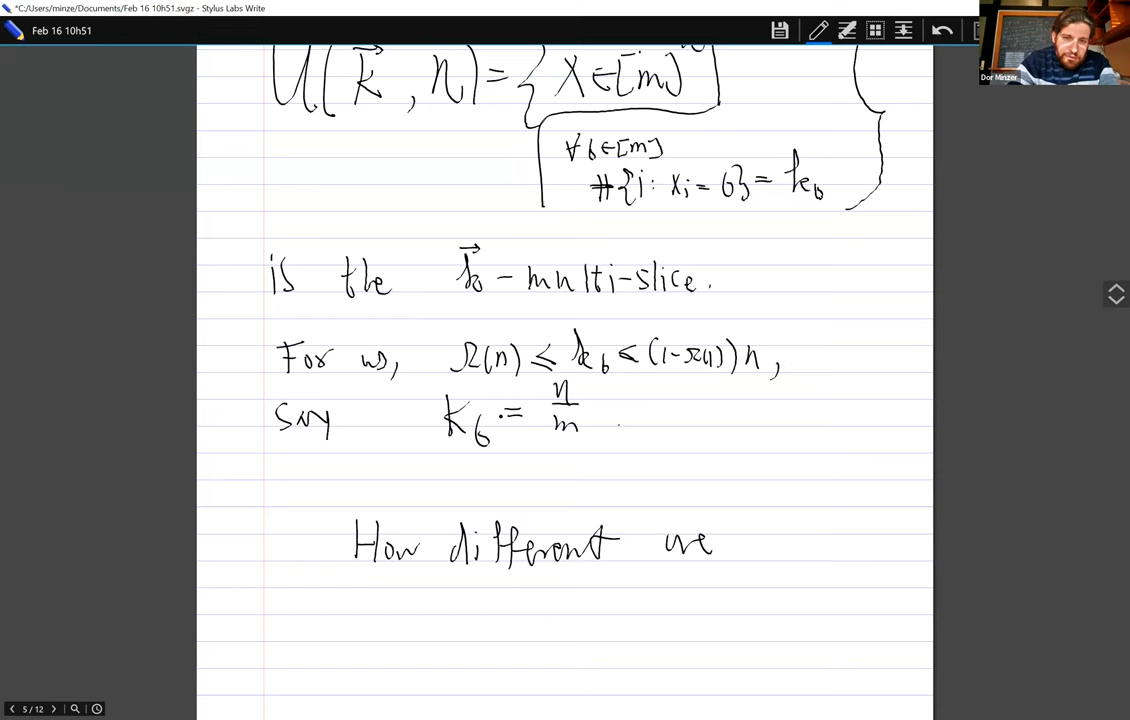 *C:/Users/minze/Documents/Feb 16 10h51.svgz - Stylus Labs Write
Feb 16 10h51
Dor Minzer
U(k⃗, n) = { x ∈ [m]ⁿ
∀b∈[m]
#{i: xᵢ = b} = k_b }
is the k⃗ - multi-slice.
For us, Ω(n) ≤ k_b ≤ (1-Ω(1))n,
say k_b := n/m .
How different are
5 / 12